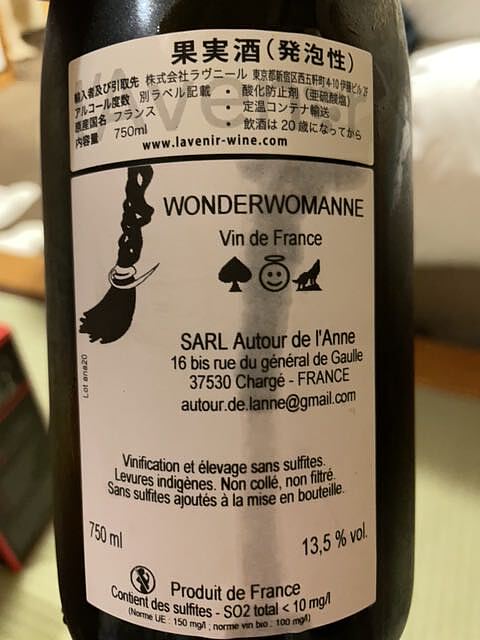 果実酒(発泡性)
輸入者及び引取先 株式会社ラヴニール 東京都新宿区西五軒町4-10 伊藤ビル 2F
アルコール度数 別ラベル記載 ・ 酸化防止剤(亜硫酸塩)
原産国名 フランス ・ 定温コンテナ輸送
内容量 750ml ・ 飲酒は20歳になってから
www.lavenir-wine.com
WONDERWOMANNE
Vin de France
SARL Autour de l'Anne
16 bis rue du général de Gaulle
37530 Chargé - FRANCE
autour.de.lanne@gmail.com
Lot ana20
Vinification et élevage sans sulfites.
Levures indigènes. Non collé, non filtré.
Sans sulfites ajoutés à la mise en bouteille.
750 ml
13,5 % vol.
Produit de France
Contient des sulfites - SO2 total < 10 mg/l
(Norme UE : 150 mg/l ; norme vin bio : 100 mg/l)